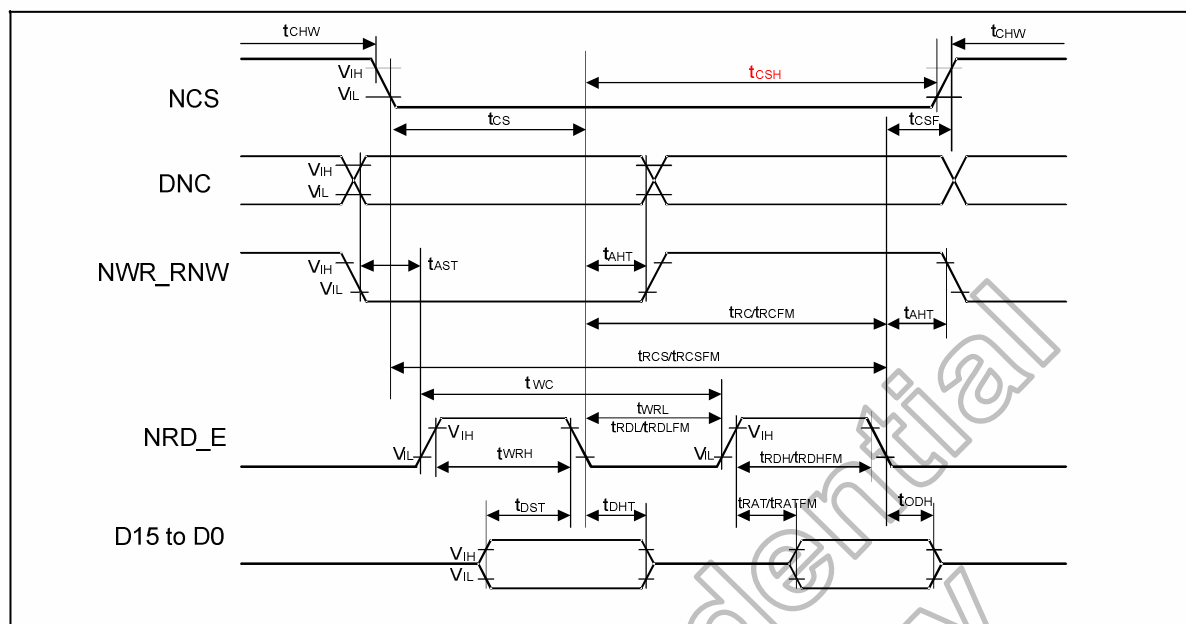 tCHW
tCHW
VIH
tCSH
NCS
VIL
tCS
tCSF
VIH
DNC
VIL
NWR_RNW
VIH
tAST
tAHT
VIL
tRC/tRCFM
tAHT
tRCS/tRCSFM
tWC
tWRL
NRD_E
VIH
tRDL/tRDLFM
VIH
VIL
tWRH
VIL
tRDH/tRDHFM
tDST
tDHT
tRAT/tRATFM
tODH
D15 to D0
VIH
VIL
dential
y